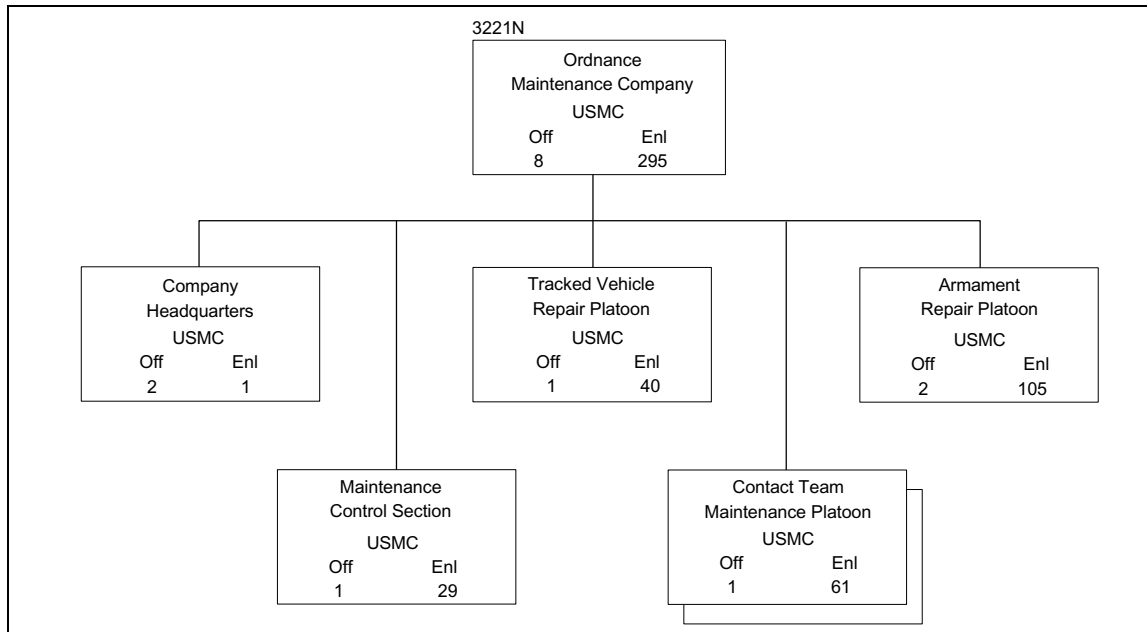 3221N
Ordnance
Maintenance Company
USMC
Off Enl
8 295
Company
Headquarters
USMC
Off Enl
2 1
Tracked Vehicle
Repair Platoon
USMC
Off Enl
1 40
Armament
Repair Platoon
USMC
Off Enl
2 105
Maintenance
Control Section
USMC
Off Enl
1 29
Contact Team
Maintenance Platoon
USMC
Off Enl
1 61